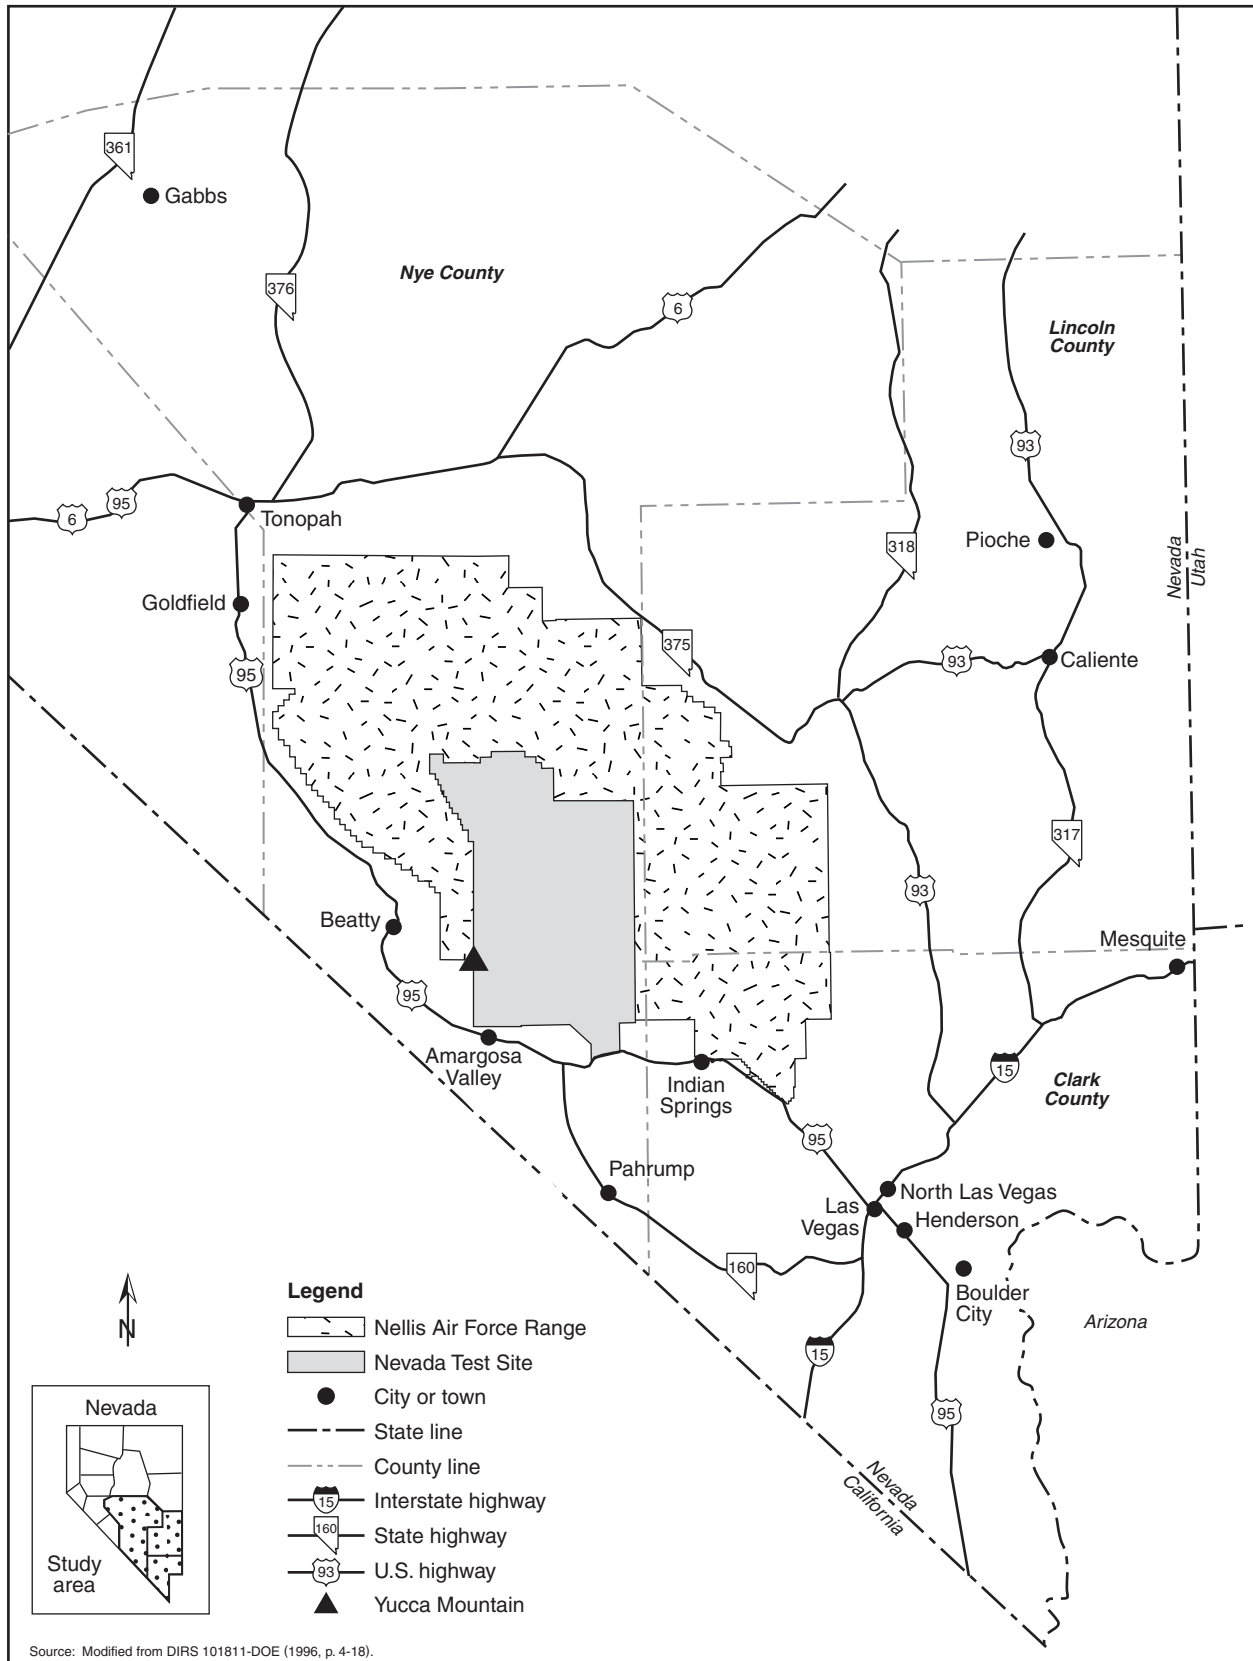 361
Gabbs
376
Nye County
6
Lincoln
County
93
95
6
Tonopah
318
Pioche
Nevada
Utah
Goldfield
95
375
93
Caliente
317
93
Beatty
Mesquite
95
Amargosa
Valley
Indian
Springs
15
Clark
County
95
Pahrump
North Las Vegas
Las
Vegas
Henderson
160
Boulder
City
Arizona
15
95
Nevada
California
N
Legend
Nellis Air Force Range
Nevada Test Site
City or town
State line
County line
15
Interstate highway
160
State highway
93
U.S. highway
Yucca Mountain
Nevada
Study
area
Source: Modified from DIRS 101811-DOE (1996, p. 4-18).